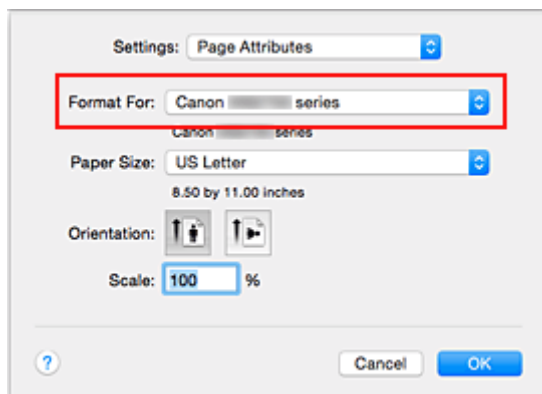 Settings: Page Attributes
Format For: Canon series
Canon series
Paper Size: US Letter
8.50 by 11.00 inches
Orientation:
Scale: 100 %
? Cancel OK